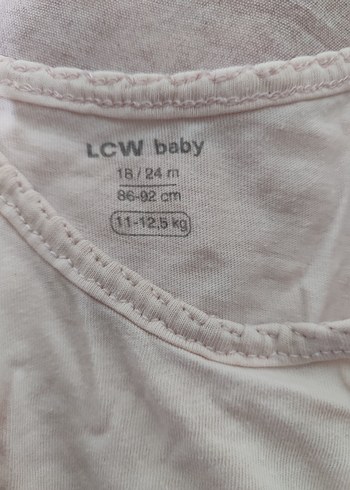 LCW baby
18/24 m
86-92 cm
11-12,5 kg